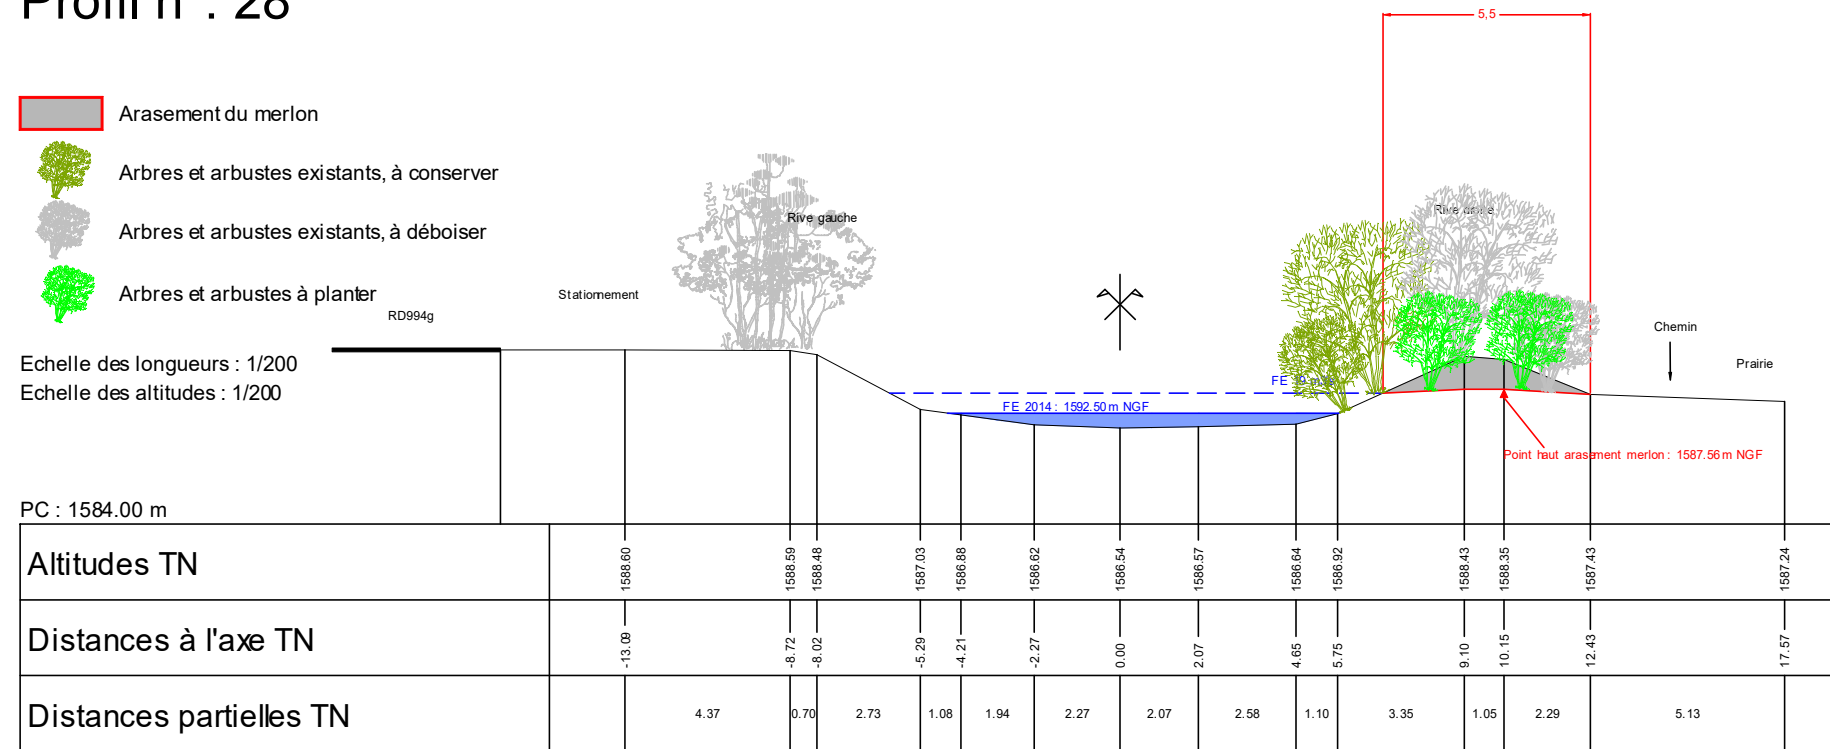 Profil n° : 28
5,5
Arasement du merlon
Arbres et arbustes existants, à conserver
Arbres et arbustes existants, à déboiser
Arbres et arbustes à planter
Rive gauche
Rive droite
Stationnement
RD994g
Chemin
Prairie
Echelle des longueurs : 1/200
Echelle des altitudes : 1/200
FE
FE 2014 : 1592.50 m NGF
Point haut arasement merlon : 1587.56 m NGF
PC : 1584.00 m
Altitudes TN
1588.60 1588.59 1588.48 1587.03 1586.88 1586.62 1586.54 1586.57 1586.64 1586.92 1588.43 1588.35 1587.43 1587.24
Distances à l'axe TN
-13.09 -8.72 -8.02 -5.29 -4.21 -2.27 0.00 2.07 4.65 5.75 9.10 10.15 12.43 17.57
Distances partielles TN
4.37 0.70 2.73 1.08 1.94 2.27 2.07 2.58 1.10 3.35 1.05 2.29 5.13